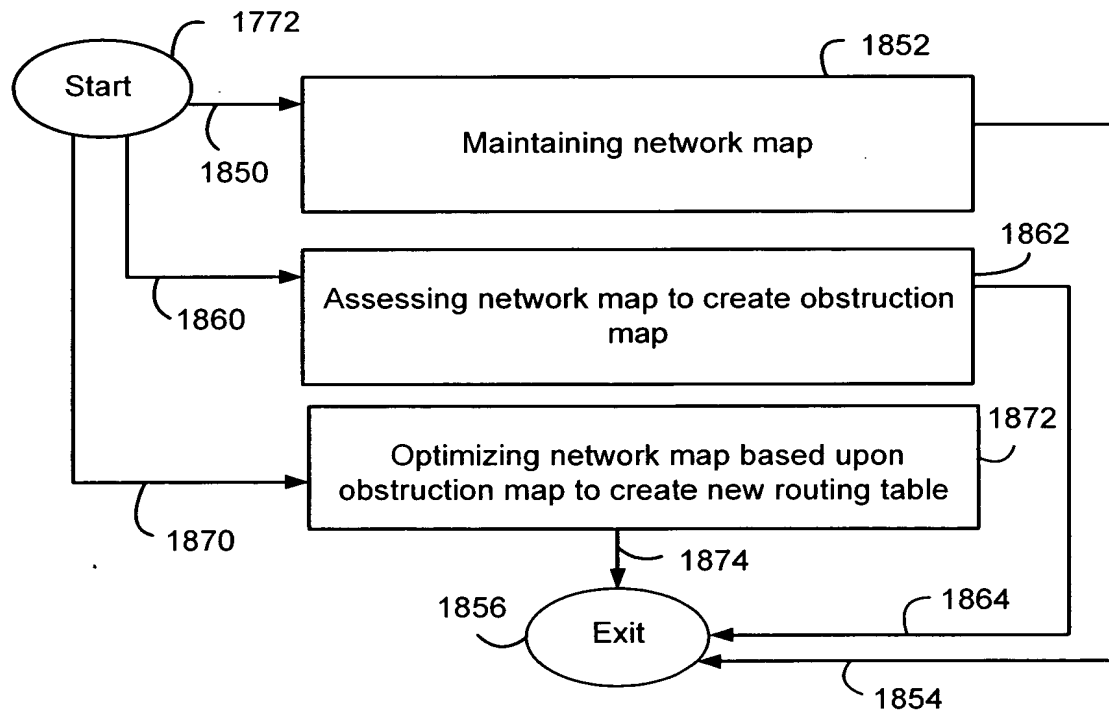 1772
Start
1852
Maintaining network map
1850
1862
Assessing network map to create obstruction
map
1860
1872
Optimizing network map based upon
obstruction map to create new routing table
1870
1874
1856
Exit
1864
1854